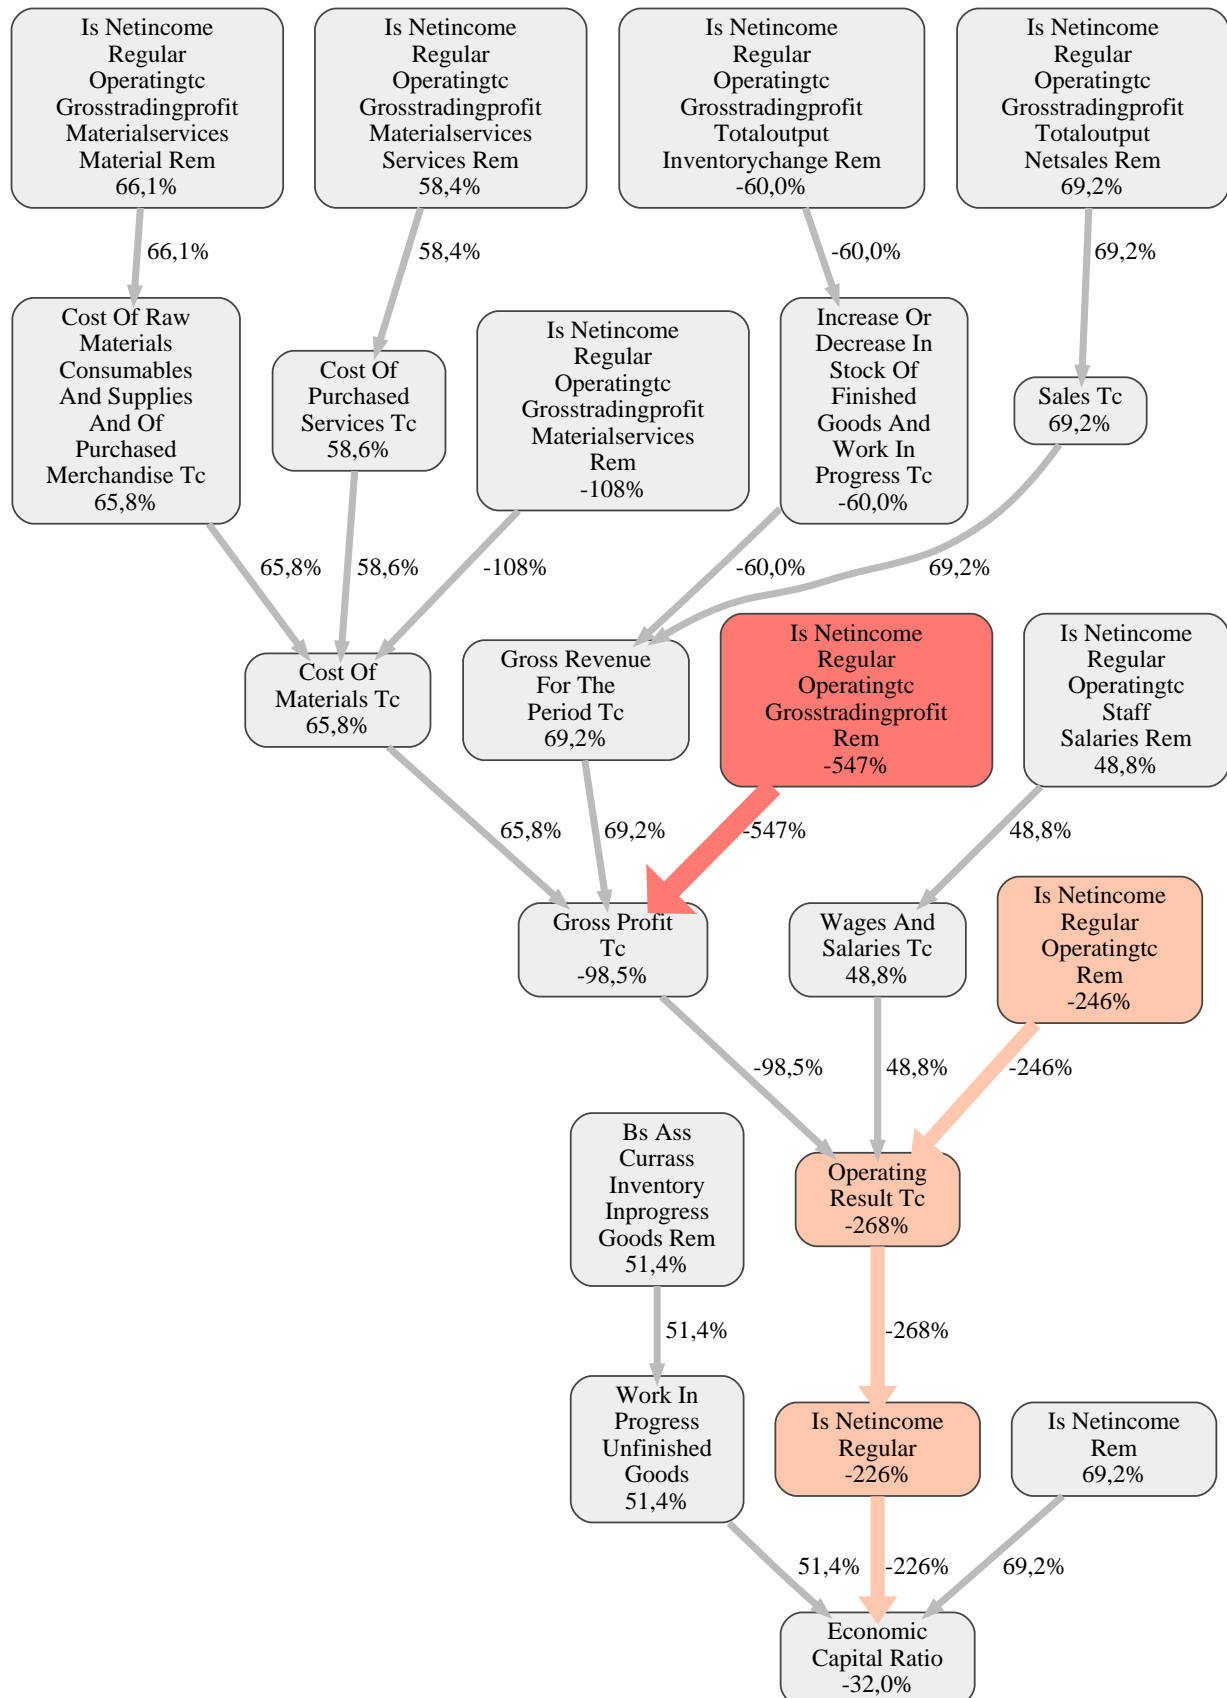 Is Netincome
Regular
Operatingtc
Grosstradingprofit
Materialservices
Material Rem
66,1%
Is Netincome
Regular
Operatingtc
Grosstradingprofit
Materialservices
Services Rem
58,4%
Is Netincome
Regular
Operatingtc
Grosstradingprofit
Totaloutput
Inventorychange Rem
-60,0%
Is Netincome
Regular
Operatingtc
Grosstradingprofit
Totaloutput
Netsales Rem
69,2%
66,1%
58,4%
-60,0%
69,2%
Cost Of Raw
Materials
Consumables
And Supplies
And Of
Purchased
Merchandise Tc
65,8%
Cost Of
Purchased
Services Tc
58,6%
Is Netincome
Regular
Operatingtc
Grosstradingprofit
Materialservices
Rem
-108%
Increase Or
Decrease In
Stock Of
Finished
Goods And
Work In
Progress Tc
-60,0%
Sales Tc
69,2%
65,8%
58,6%
-108%
-60,0%
69,2%
Cost Of
Materials Tc
65,8%
Gross Revenue
For The
Period Tc
69,2%
Is Netincome
Regular
Operatingtc
Grosstradingprofit
Rem
-547%
Is Netincome
Regular
Operatingtc
Staff
Salaries Rem
48,8%
65,8%
69,2%
-547%
48,8%
Gross Profit
Tc
-98,5%
Wages And
Salaries Tc
48,8%
Is Netincome
Regular
Operatingtc
Rem
-246%
-98,5%
48,8%
-246%
Bs Ass
Currass
Inventory
Inprogress
Goods Rem
51,4%
Operating
Result Tc
-268%
51,4%
-268%
Work In
Progress
Unfinished
Goods
51,4%
Is Netincome
Regular
-226%
Is Netincome
Rem
69,2%
51,4%
-226%
69,2%
Economic
Capital Ratio
-32,0%